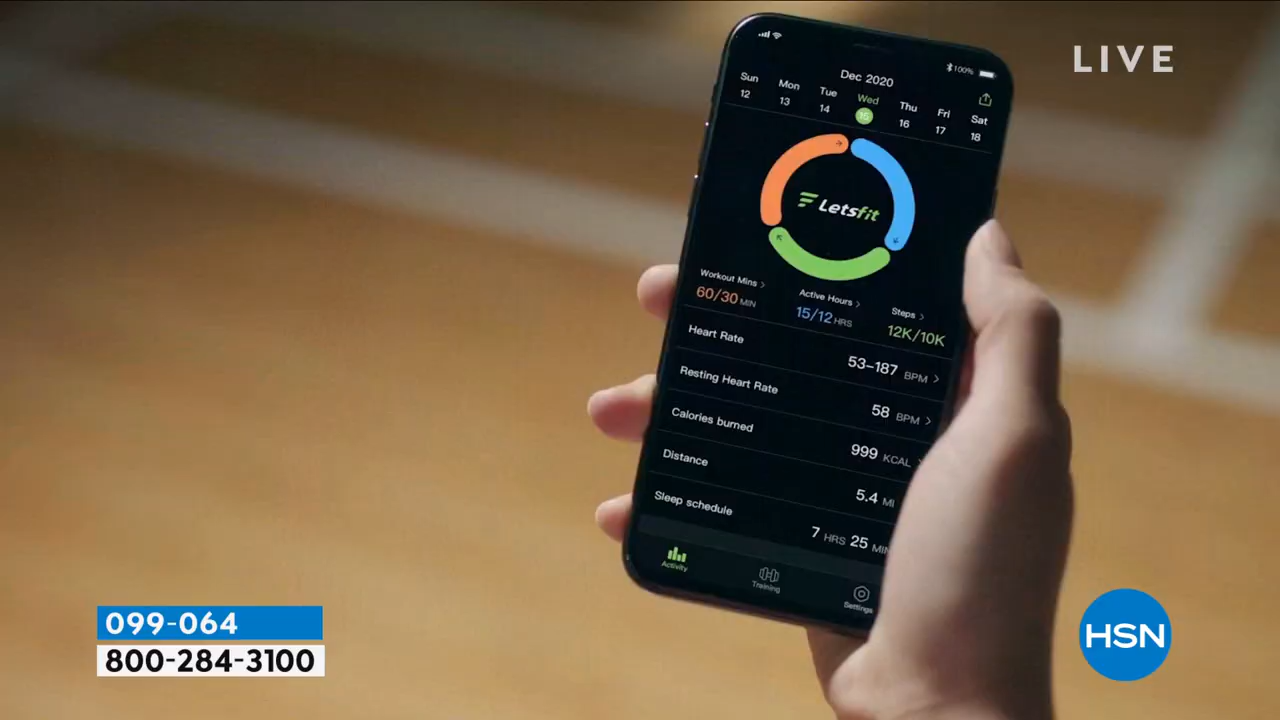 LIVE
100%
Dec 2020
Sun Mon Tue Wed Thu Fri Sat
12 13 14 15 16 17 18
Letsfit
Workout Mins Active Hours Steps
60/30 MIN 15/12 HRS 12K/10K
Heart Rate 53–187 BPM
Resting Heart Rate 58 BPM
Calories burned 999 KCAL
Distance 5.4 MI
Sleep schedule 7 HRS 25 MIN
Activity Training Settings
099-064
800-284-3100
HSN